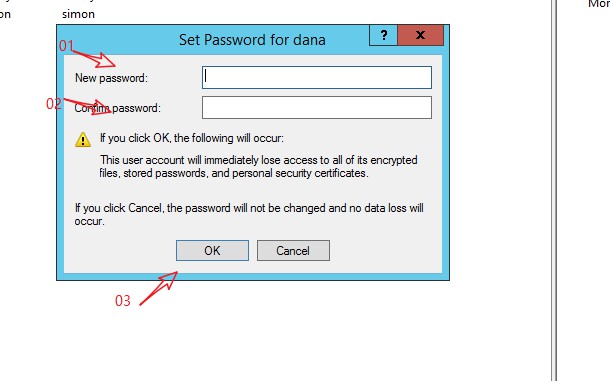 on
simon
Mor
Set Password for dana
?
x
01
New password:
02
Confirm password:
If you click OK, the following will occur:
This user account will immediately lose access to all of its encrypted
files, stored passwords, and personal security certificates.
If you click Cancel, the password will not be changed and no data loss will
occur.
OK
Cancel
03